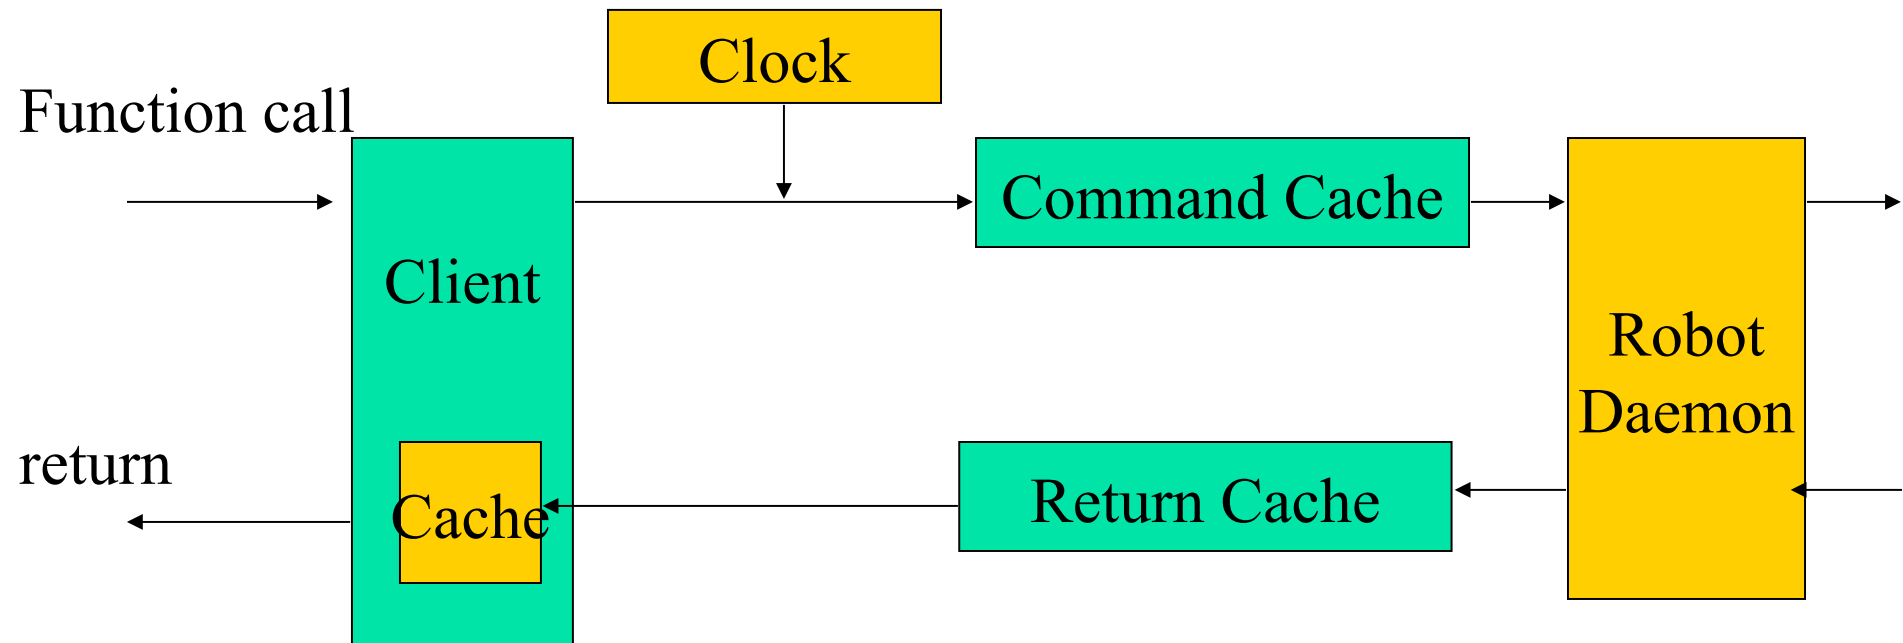 Clock
Function call
Command Cache
Client
Robot
Daemon
return
Cache
Return Cache